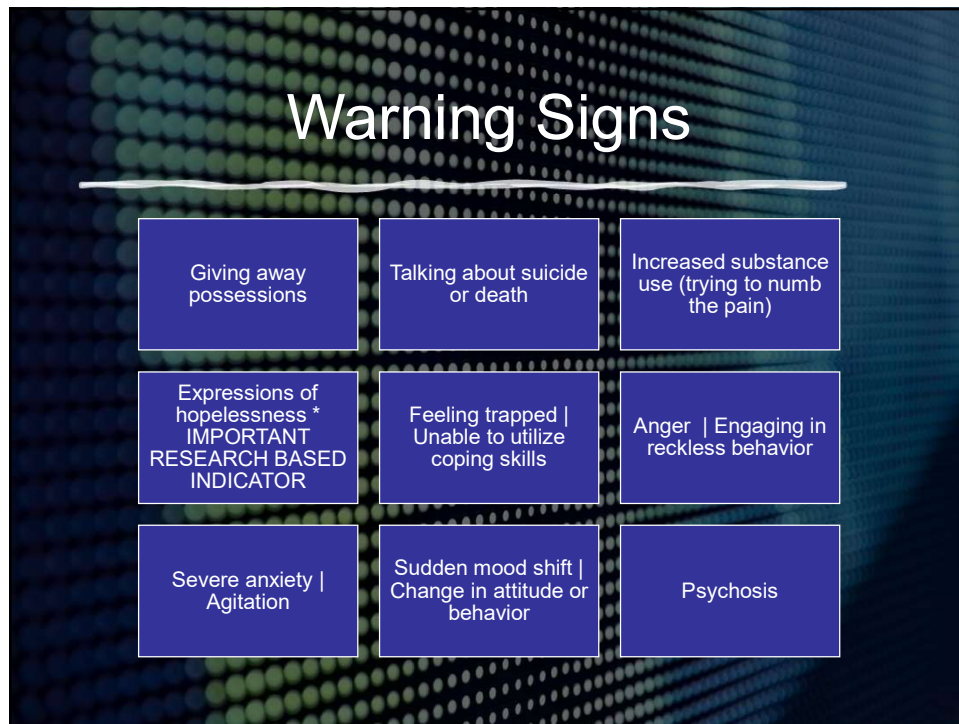 Warning Signs
Giving away
possessions
Talking about suicide
or death
Increased substance
use (trying to numb
the pain)
Expressions of
hopelessness *
IMPORTANT
RESEARCH BASED
INDICATOR
Feeling trapped |
Unable to utilize
coping skills
Anger  | Engaging in
reckless behavior
Severe anxiety |
Agitation
Sudden mood shift |
Change in attitude or
behavior
Psychosis